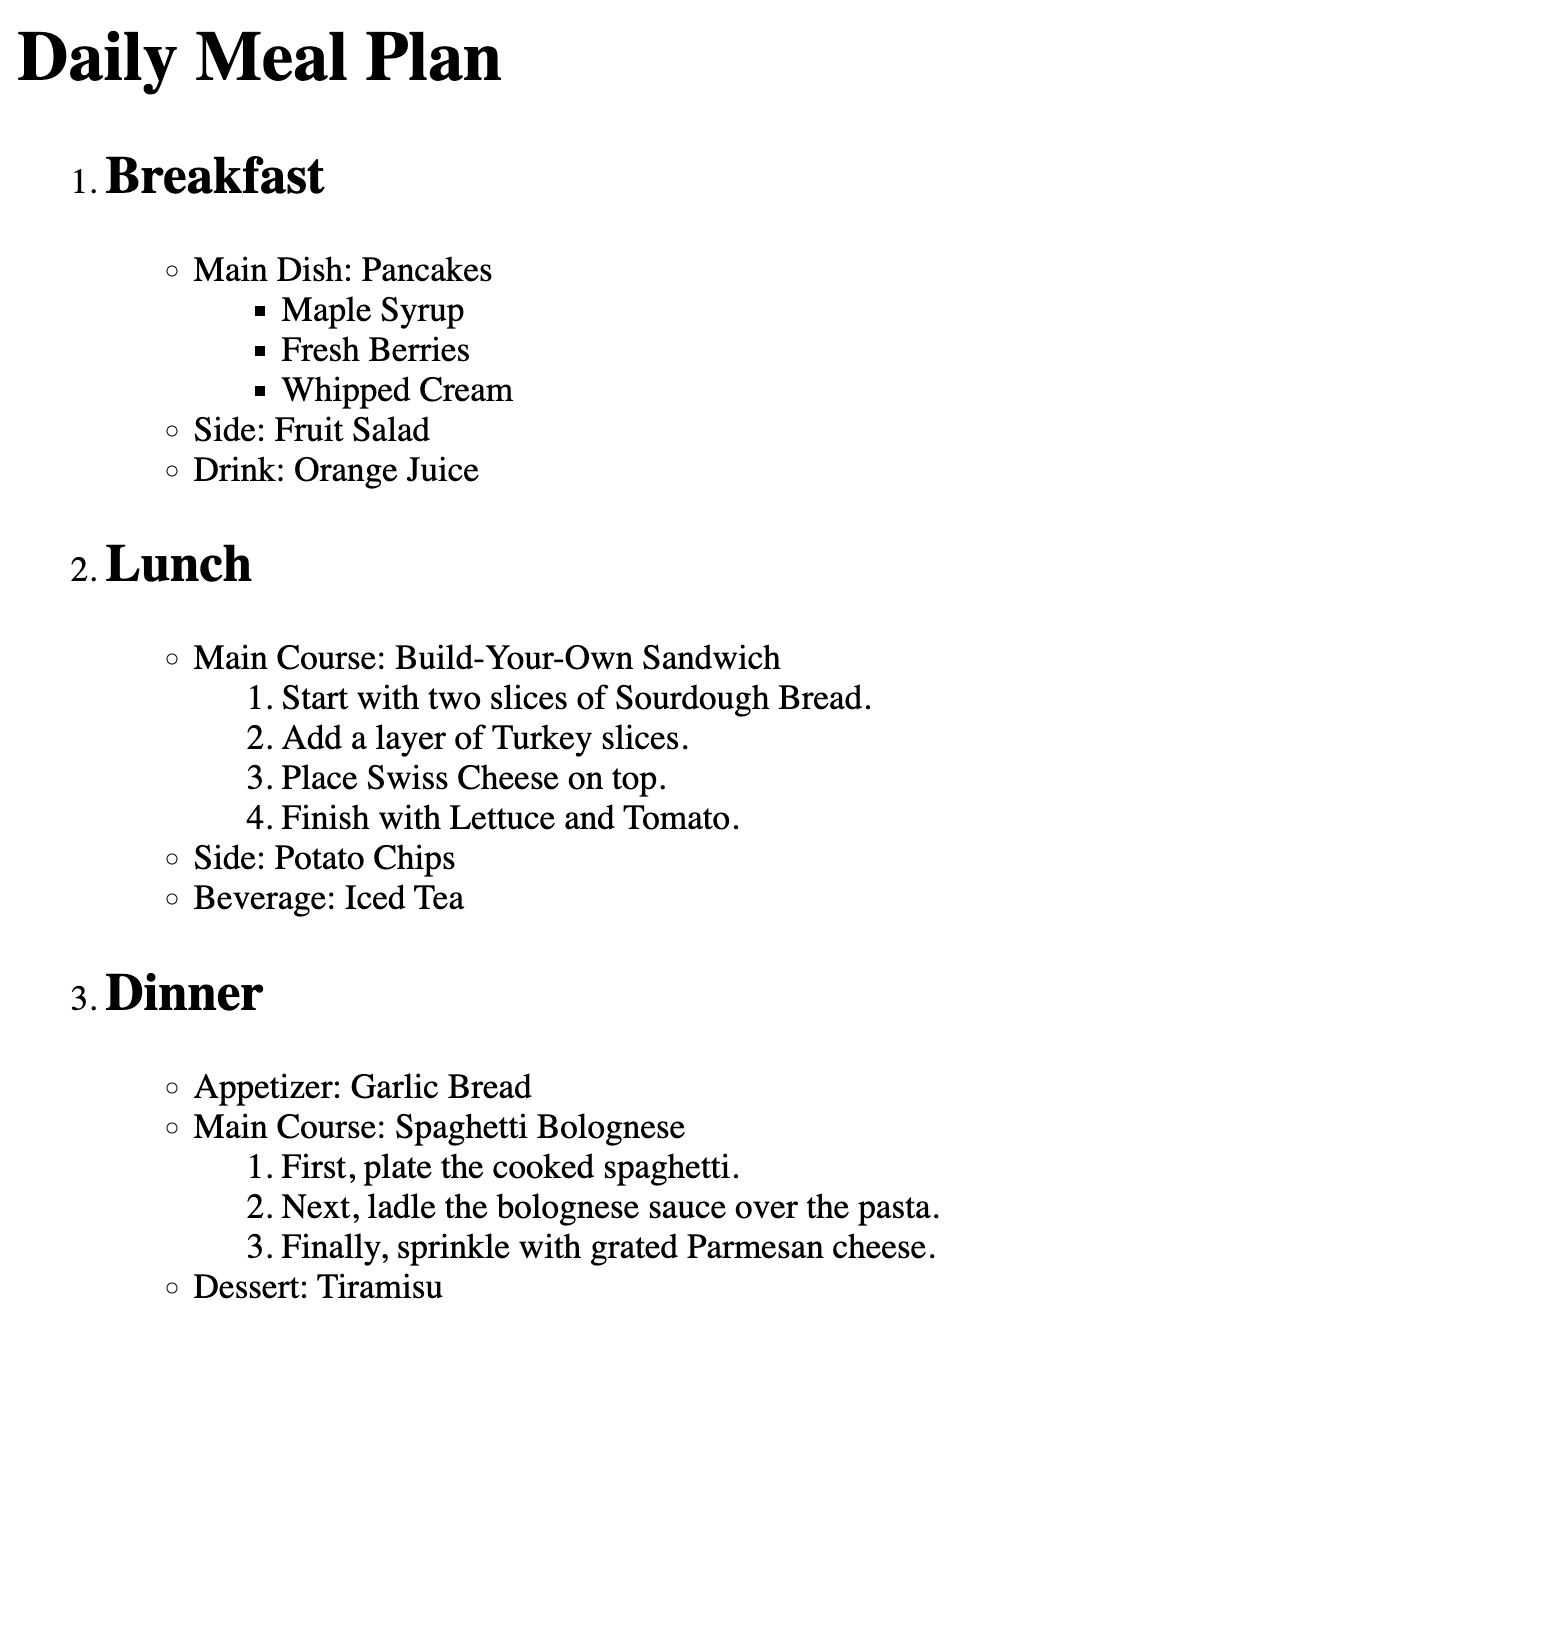 Daily Meal Plan
1. Breakfast
◦ Main Dish: Pancakes
▪ Maple Syrup
▪ Fresh Berries
▪ Whipped Cream
◦ Side: Fruit Salad
◦ Drink: Orange Juice
2. Lunch
◦ Main Course: Build-Your-Own Sandwich
1. Start with two slices of Sourdough Bread.
2. Add a layer of Turkey slices.
3. Place Swiss Cheese on top.
4. Finish with Lettuce and Tomato.
◦ Side: Potato Chips
◦ Beverage: Iced Tea
3. Dinner
◦ Appetizer: Garlic Bread
◦ Main Course: Spaghetti Bolognese
1. First, plate the cooked spaghetti.
2. Next, ladle the bolognese sauce over the pasta.
3. Finally, sprinkle with grated Parmesan cheese.
◦ Dessert: Tiramisu